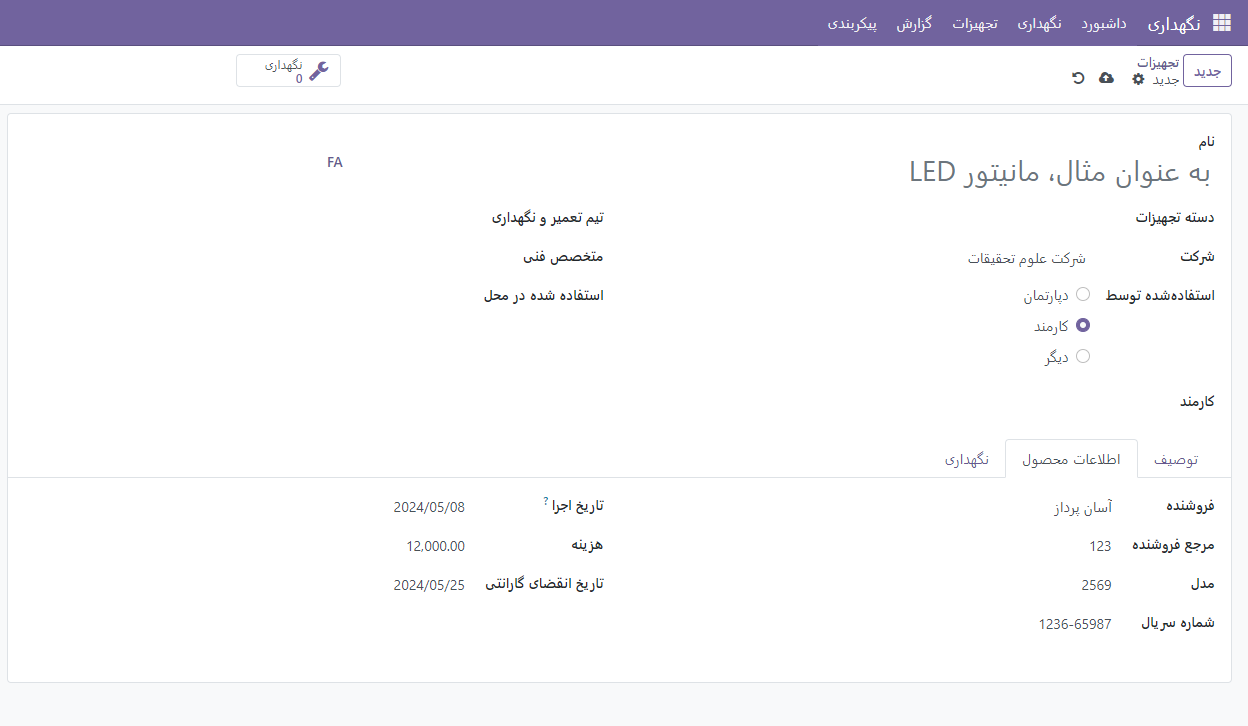 نگهداری داشبورد نگهداری تجهیزات گزارش پیکربندی
جدید
تجهیزات
جدید
نگهداری
0
نام
به عنوان مثال، مانیتور LED
FA
دسته تجهیزات
تیم تعمیر و نگهداری
شرکت شرکت علوم تحقیقات
متخصص فنی
استفاده‌شده توسط دپارتمان
استفاده شده در محل
کارمند
دیگر
کارمند
توصیف اطلاعات محصول نگهداری
فروشنده آسان پرداز
تاریخ اجرا ? 2024/05/08
مرجع فروشنده 123
هزینه 12,000.00
مدل 2569
تاریخ انقضای گارانتی 2024/05/25
شماره سریال 1236-65987